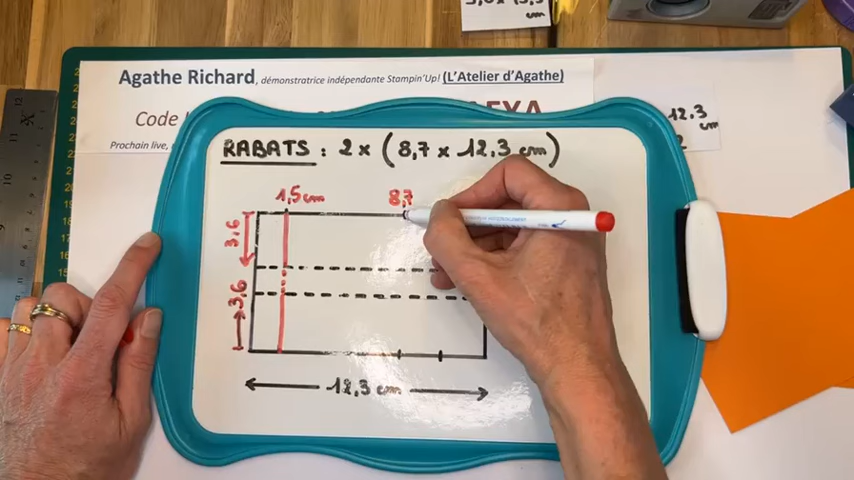 cm
Agathe Richard, démonstratrice indépendante Stampin'Up! (L'Atelier d'Agathe)
Code
12.3
cm
Prochain live,
RABATS : 2 x (8,7 x 12,3 cm)
1,5 cm
8,7
3,6
3,6
12,3 cm